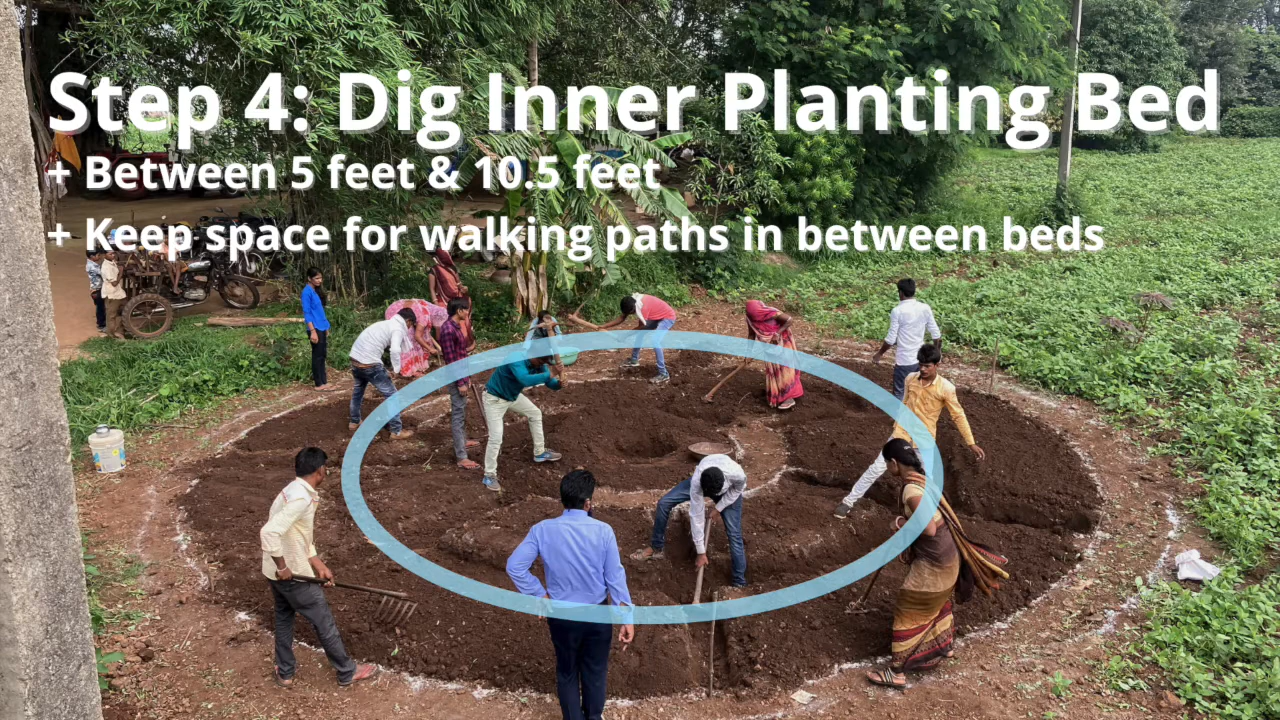 Step 4: Dig Inner Planting Bed
+ Between 5 feet & 10.5 feet
+ Keep space for walking paths in between beds